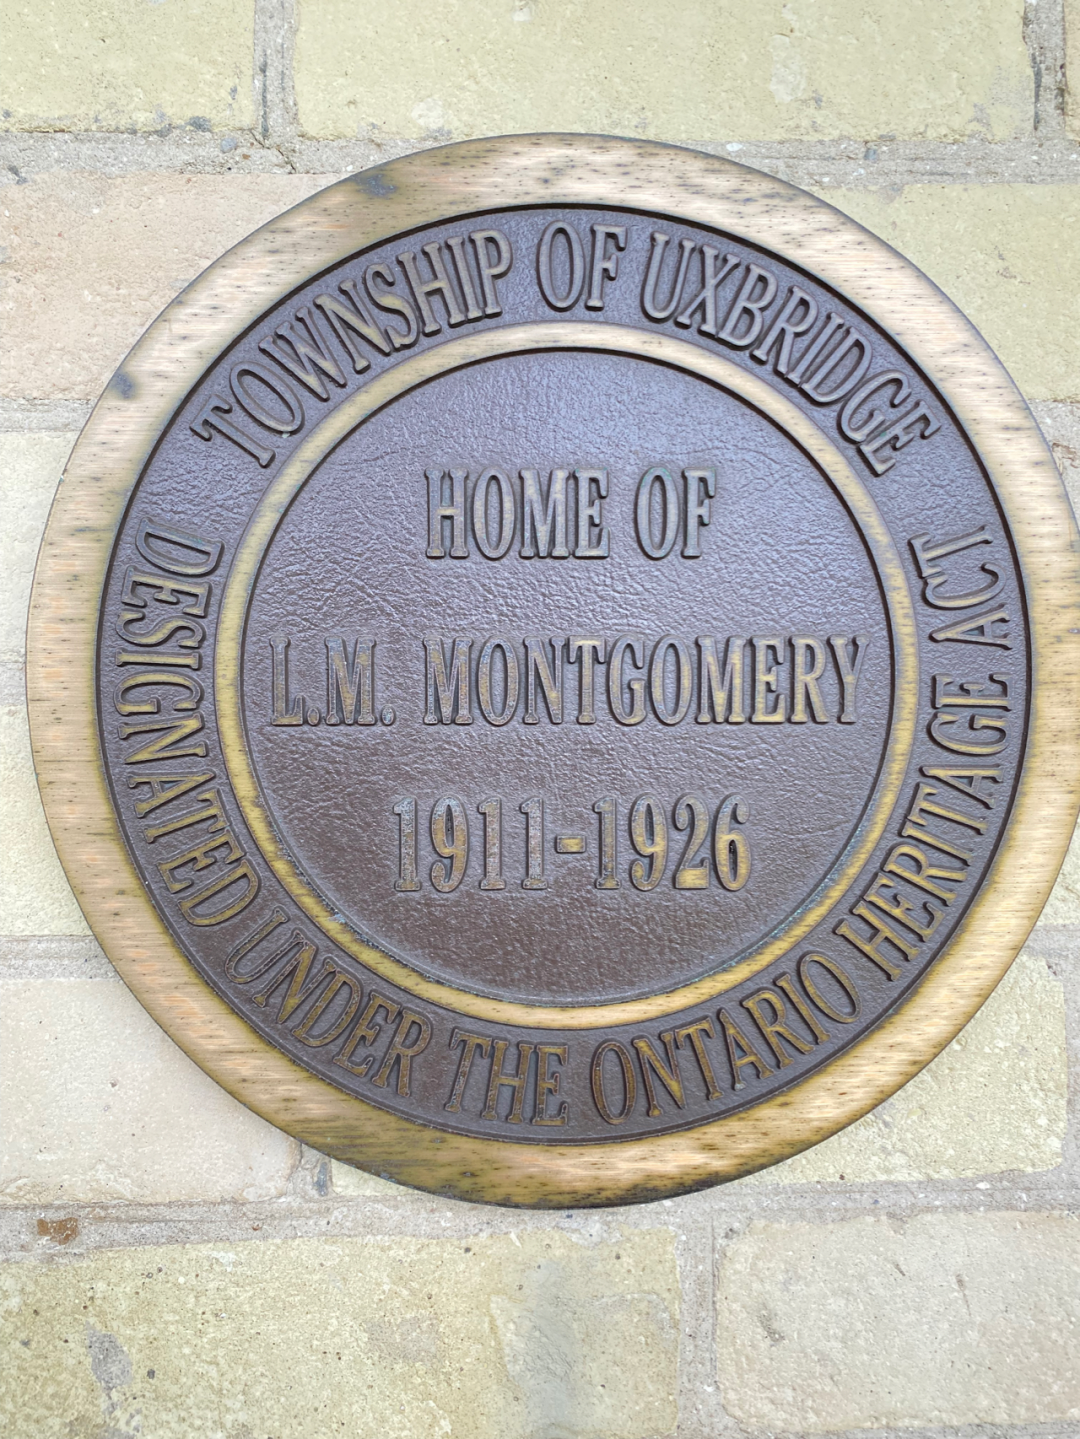 TOWNSHIP OF UXBRIDGE
HOME OF
L.M. MONTGOMERY
1911-1926
DESIGNATED UNDER THE ONTARIO HERITAGE ACT